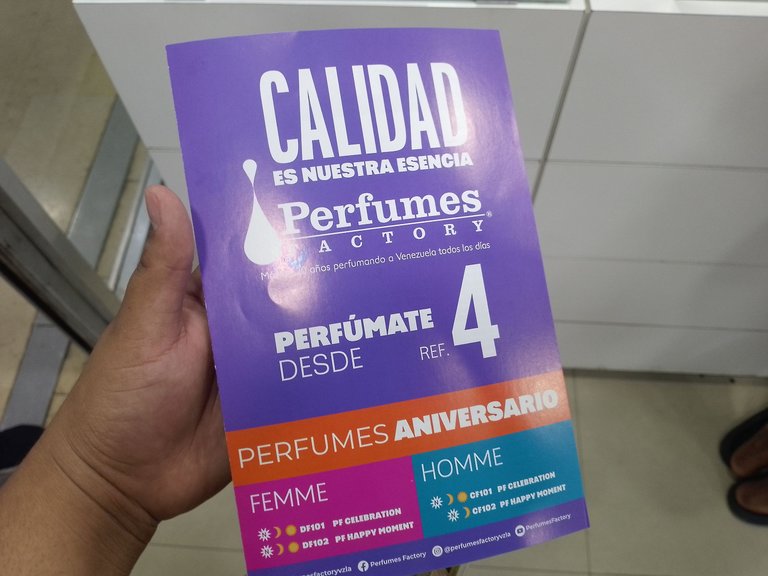 CALIDAD
ES NUESTRA ESENCIA
Perfumes
FACTORY®
años perfumando a Venezuela todos los días
PERFÚMATE
DESDE
REF. 4
PERFUMES ANIVERSARIO
FEMME
DF101 PF CELEBRATION
DF102 PF HAPPY MOMENT
HOMME
CF101 PF CELEBRATION
CF102 PF HAPPY MOMENT
Perfumes Factory @perfumesfactoryvzla PerfumesFactory